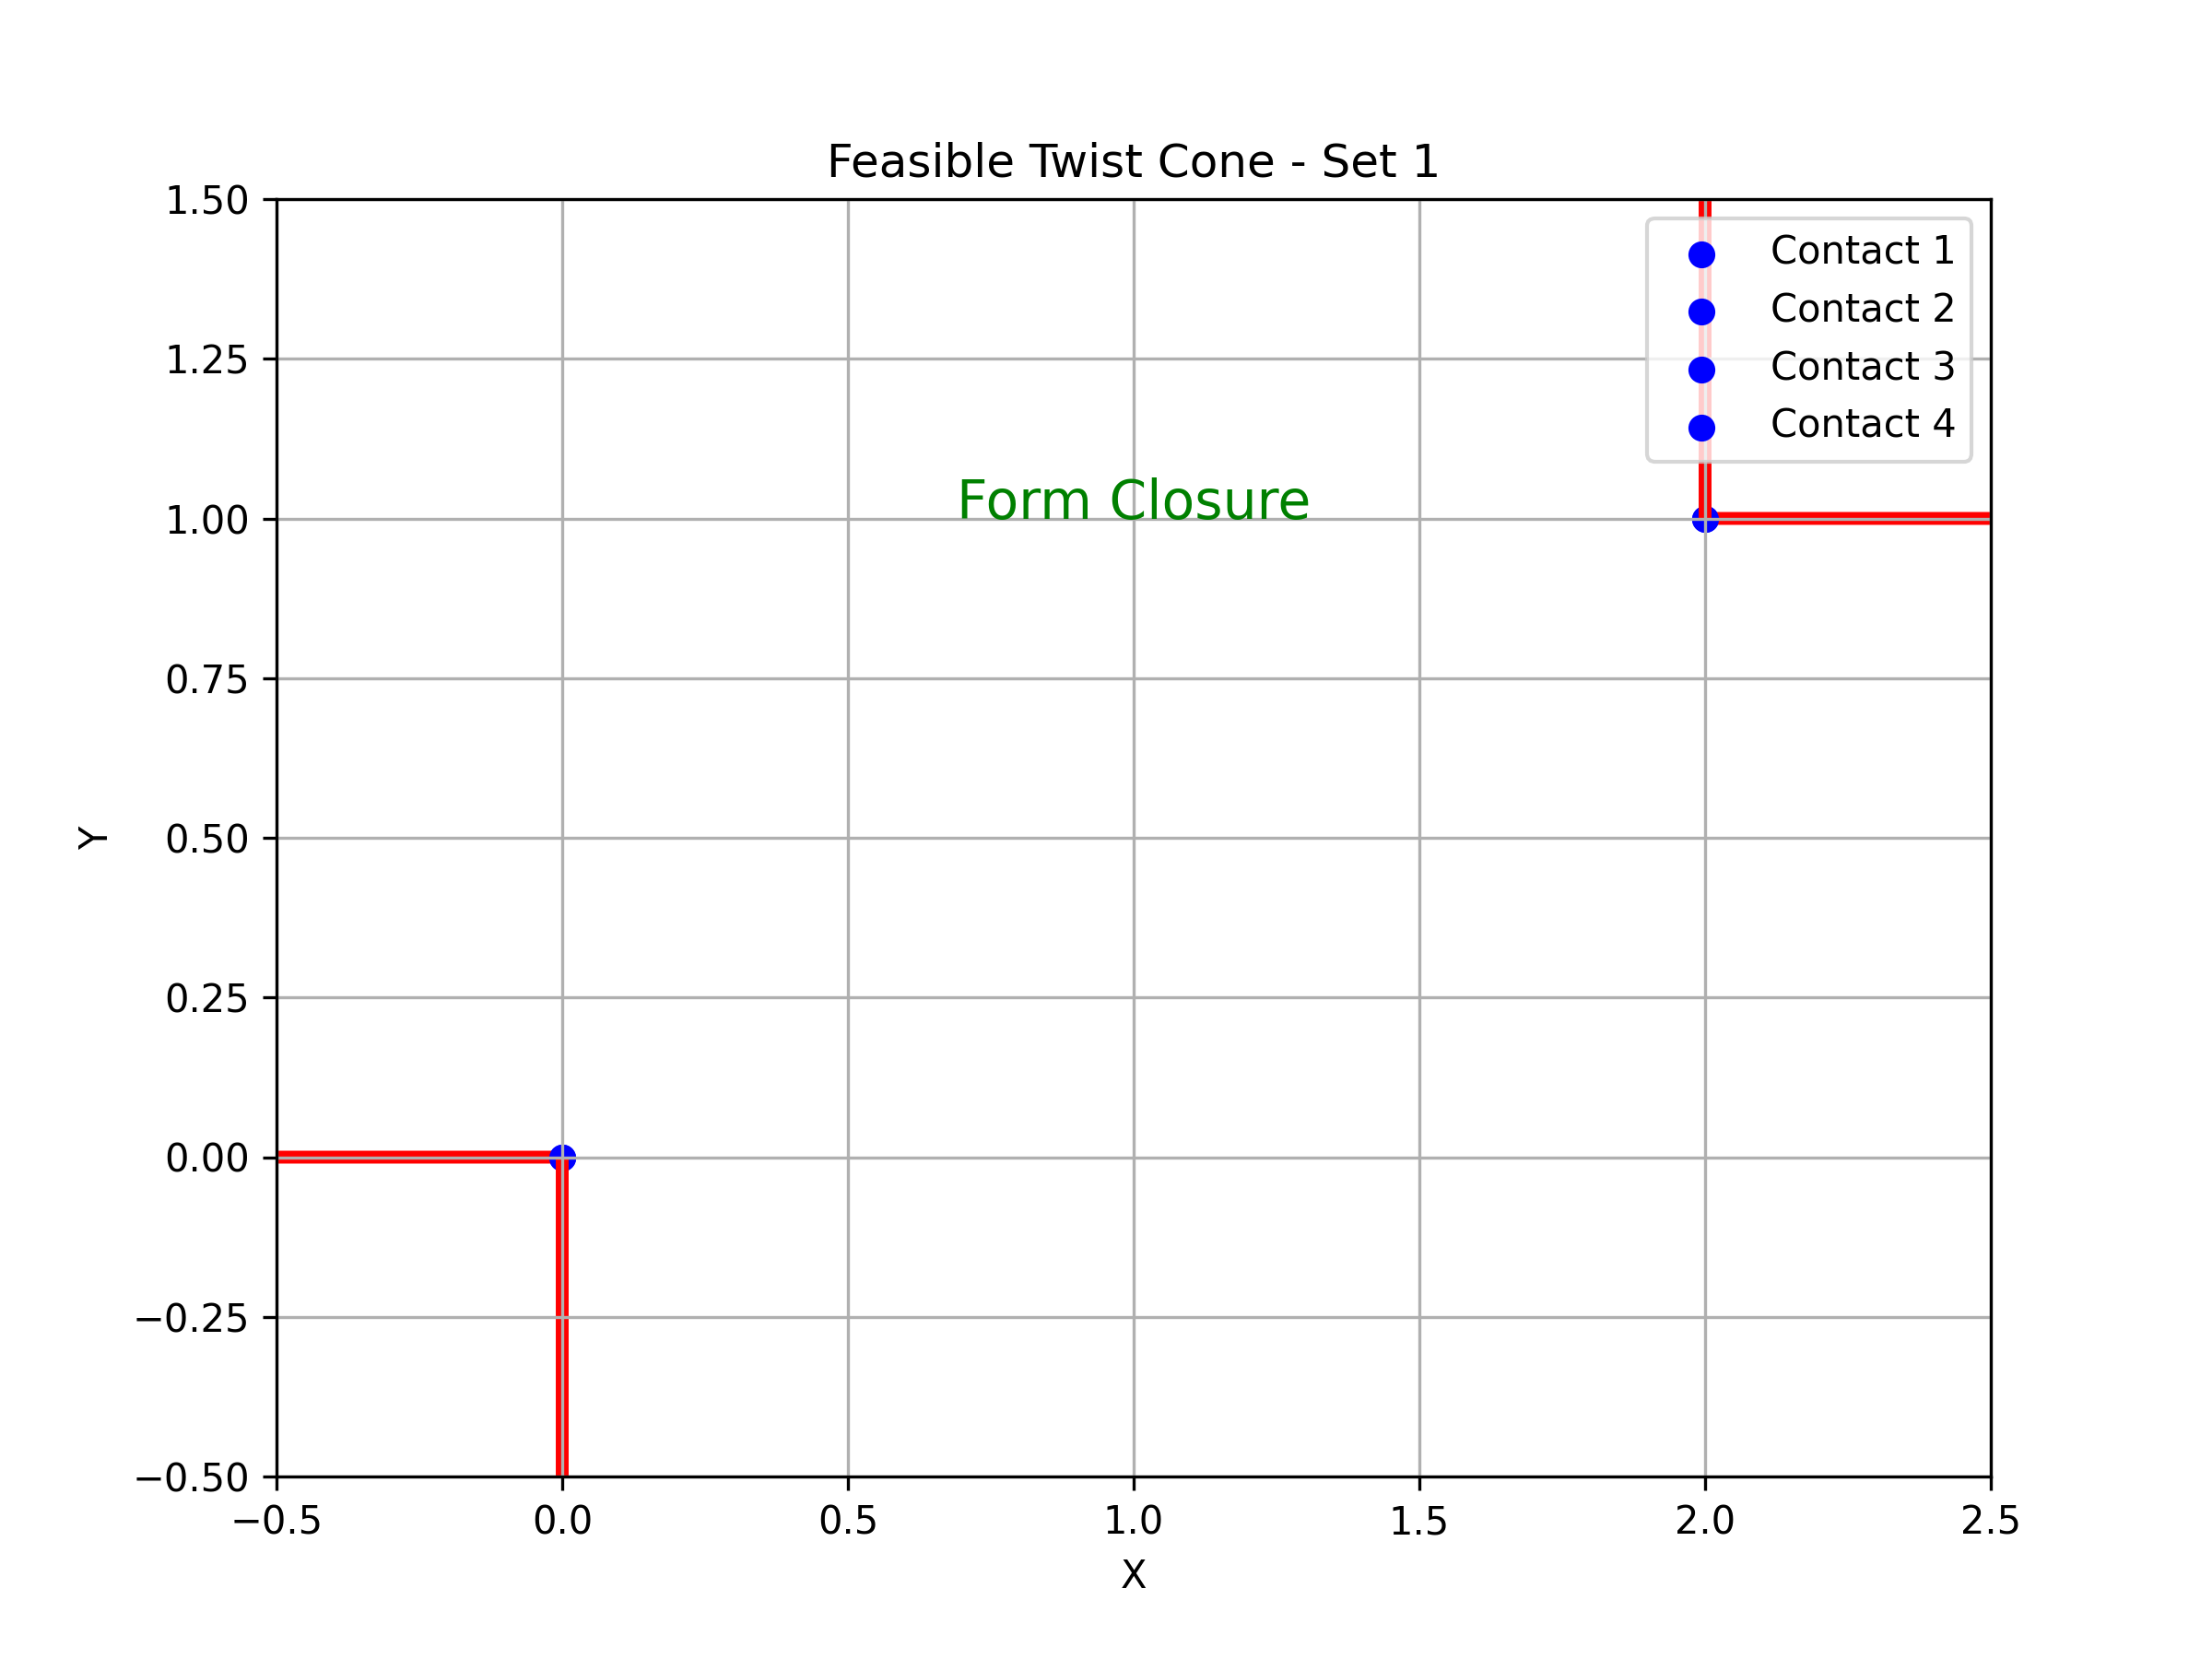 Feasible Twist Cone - Set 1
1.50
1.25
1.00
0.75
0.50
0.25
0.00
−0.25
−0.50
Y
Contact 1
Contact 2
Contact 3
Contact 4
Form Closure
−0.5 0.0 0.5 1.0 1.5 2.0 2.5
X